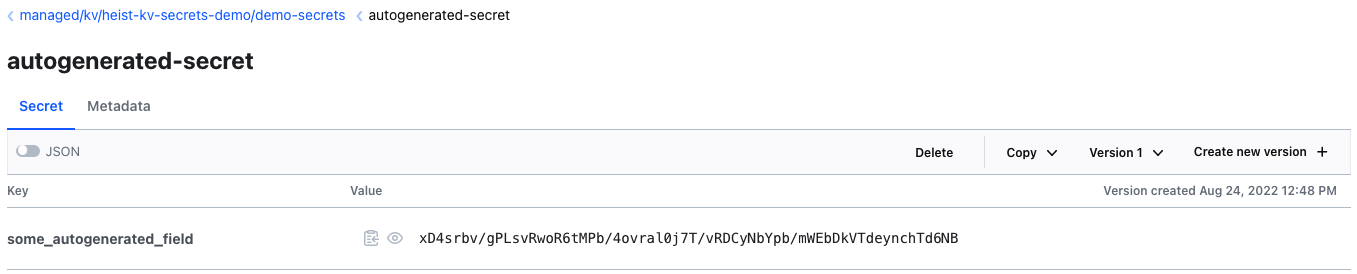 managed/kv/heist-kv-secrets-demo/demo-secrets autogenerated-secret
autogenerated-secret
Secret Metadata
JSON Delete Copy Version 1 Create new version
Key Value Version created Aug 24, 2022 12:48 PM
some_autogenerated_field xD4srbv/gPLsvRwoR6tMPb/4ovral0j7T/vRDCyNbYpb/mWEbDkVTdeynchTd6NB